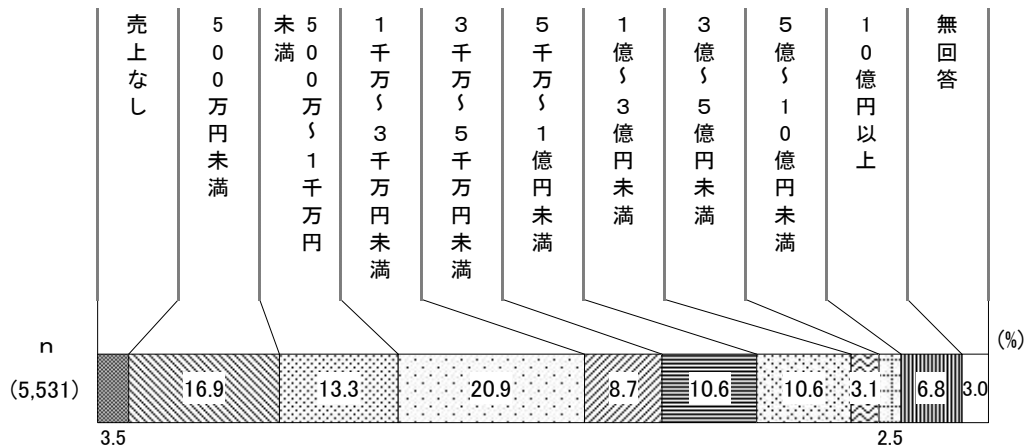 売上なし
５００万円未満
５００万～１千万円
未満
１千万～３千万円未満
３千万～５千万円未満
５千万～１億円未満
１億～３億円未満
３億～５億円未満
５億～10億円未満
10億円以上
無回答
(%)
n
(5,531)
16.9
13.3
20.9
8.7
10.6
10.6
3.1
6.8
3.0
3.5
2.5